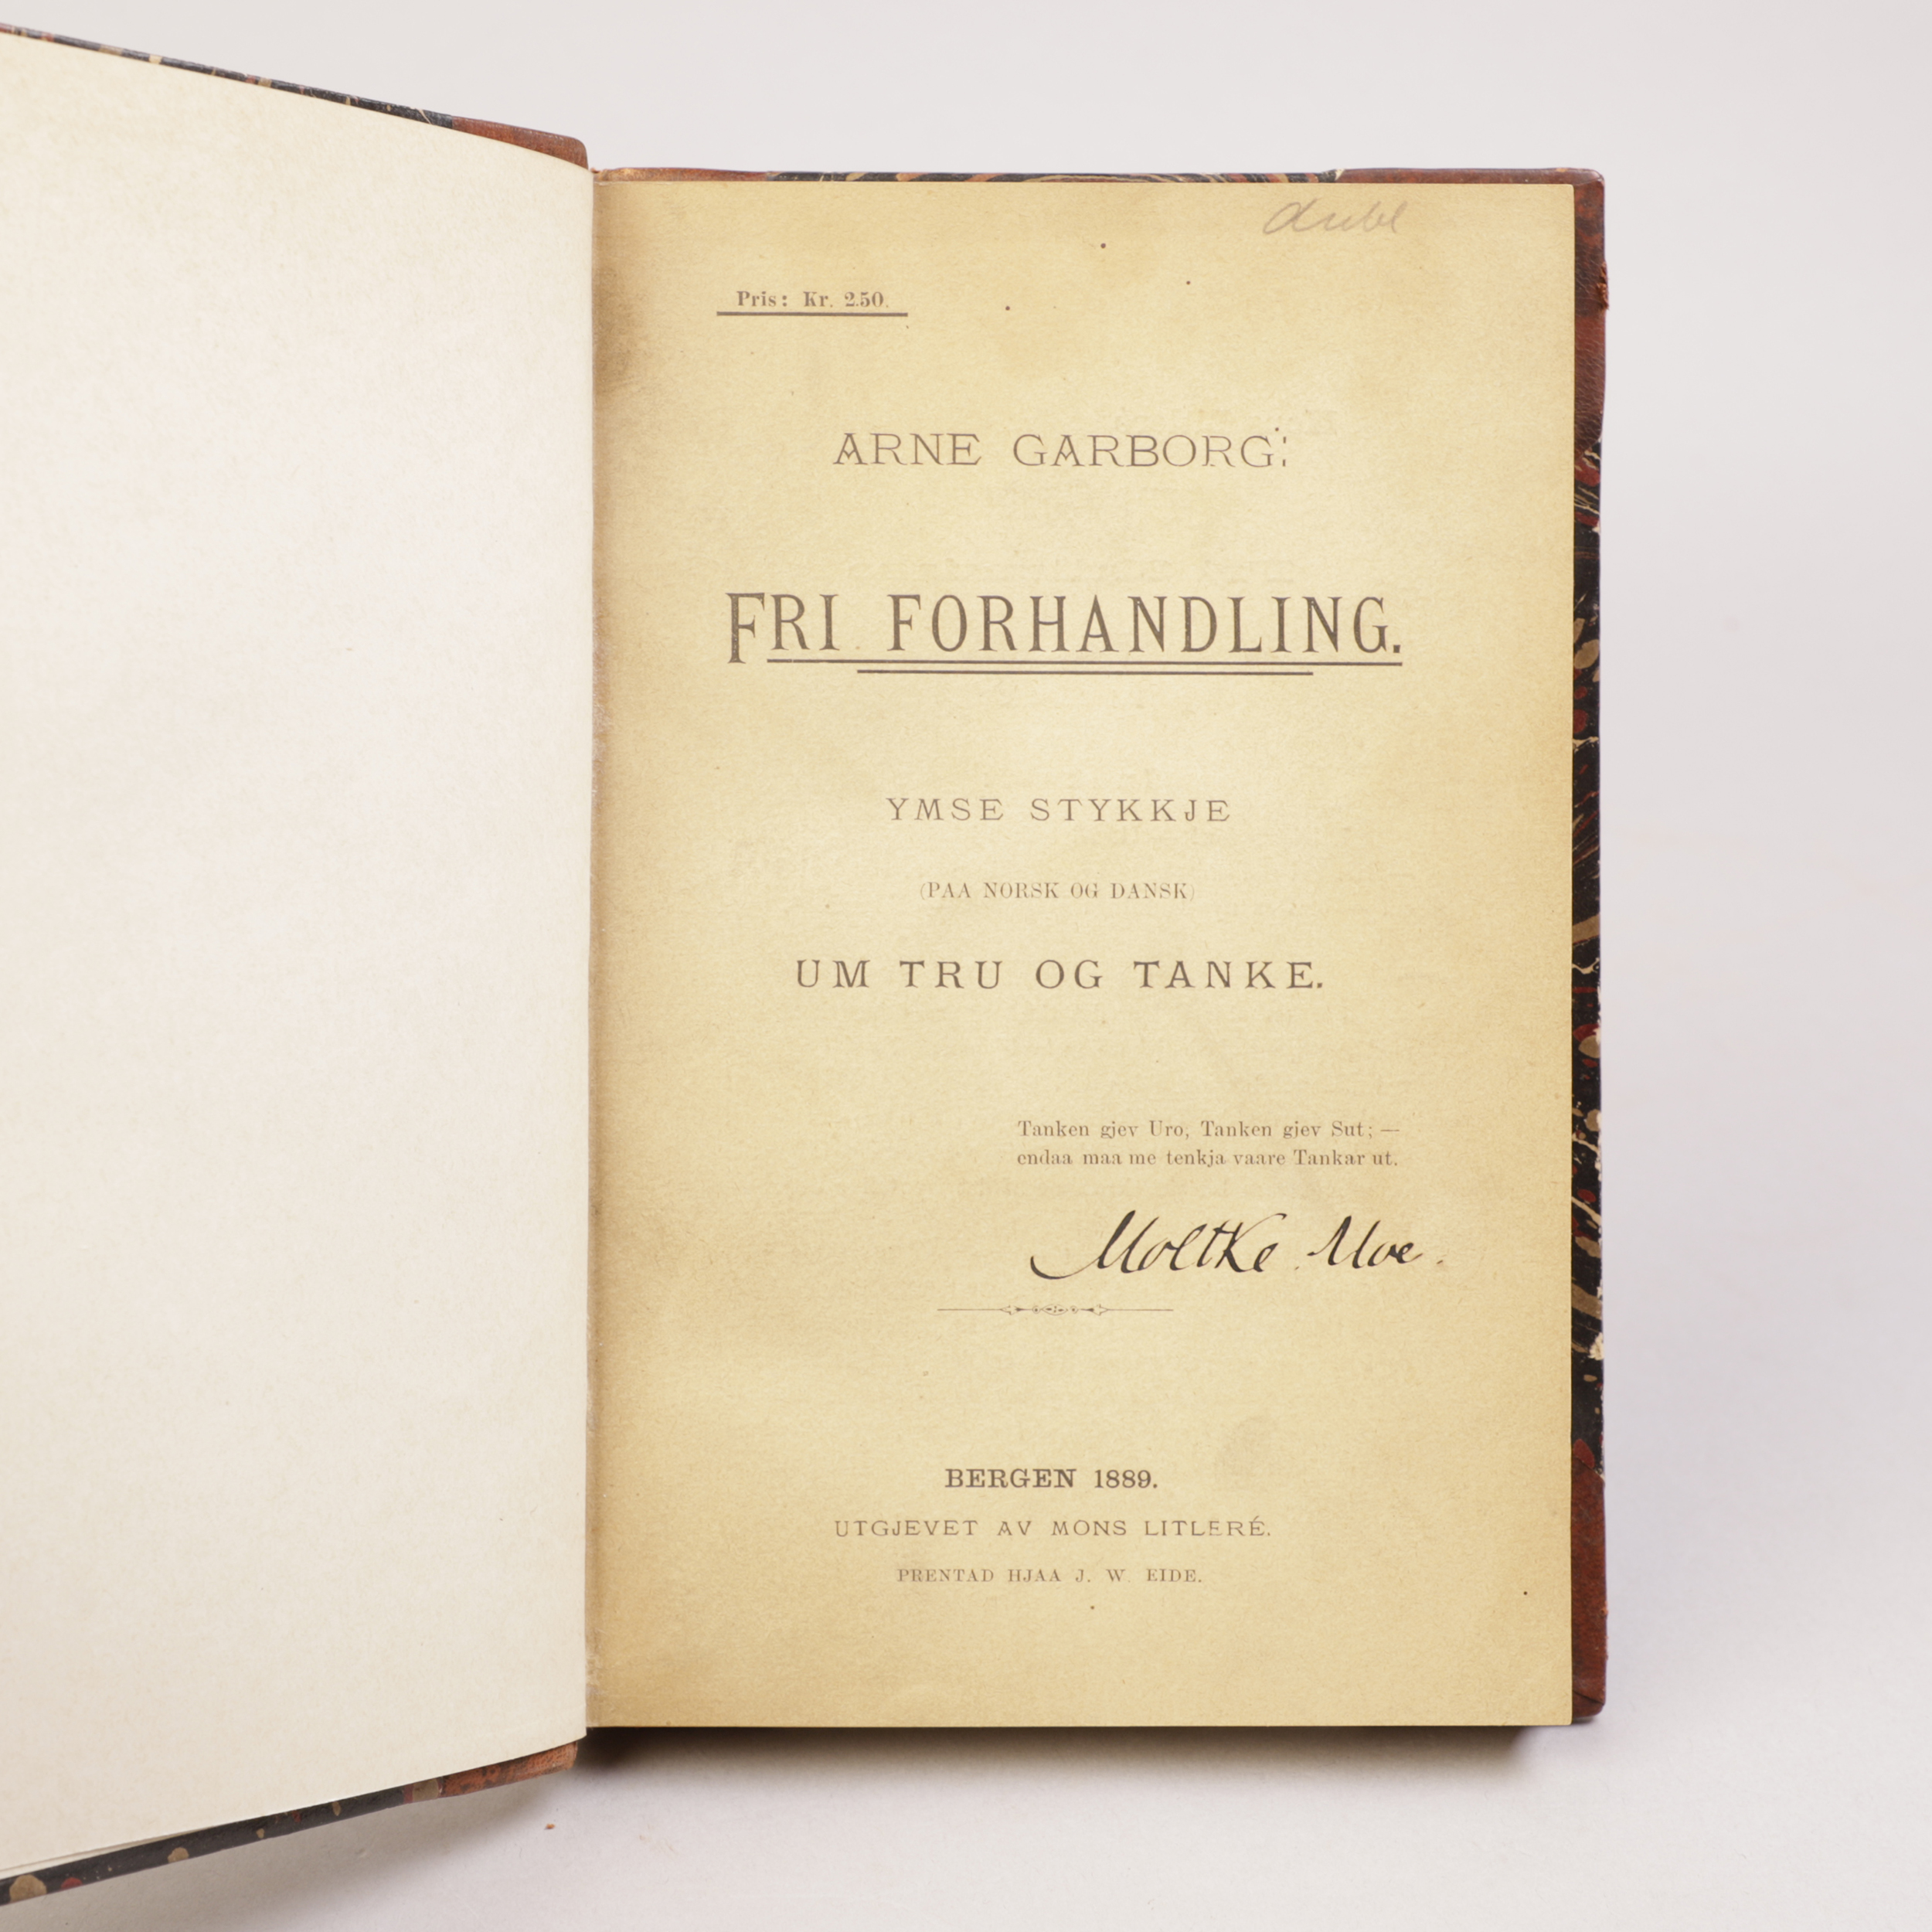 dubl
Pris: Kr. 2.50.
ARNE GARBORG:
FRI FORHANDLING.
YMSE STYKKJE
(PAA NORSK OG DANSK)
UM TRU OG TANKE.
Tanken gjev Uro, Tanken gjev Sut; —
endaa maa me tenkja vaare Tankar ut.
Moltke Moe.
BERGEN 1889.
UTGJEVET AV MONS LITLERÉ.
PRENTAD HJAA J. W. EIDE.